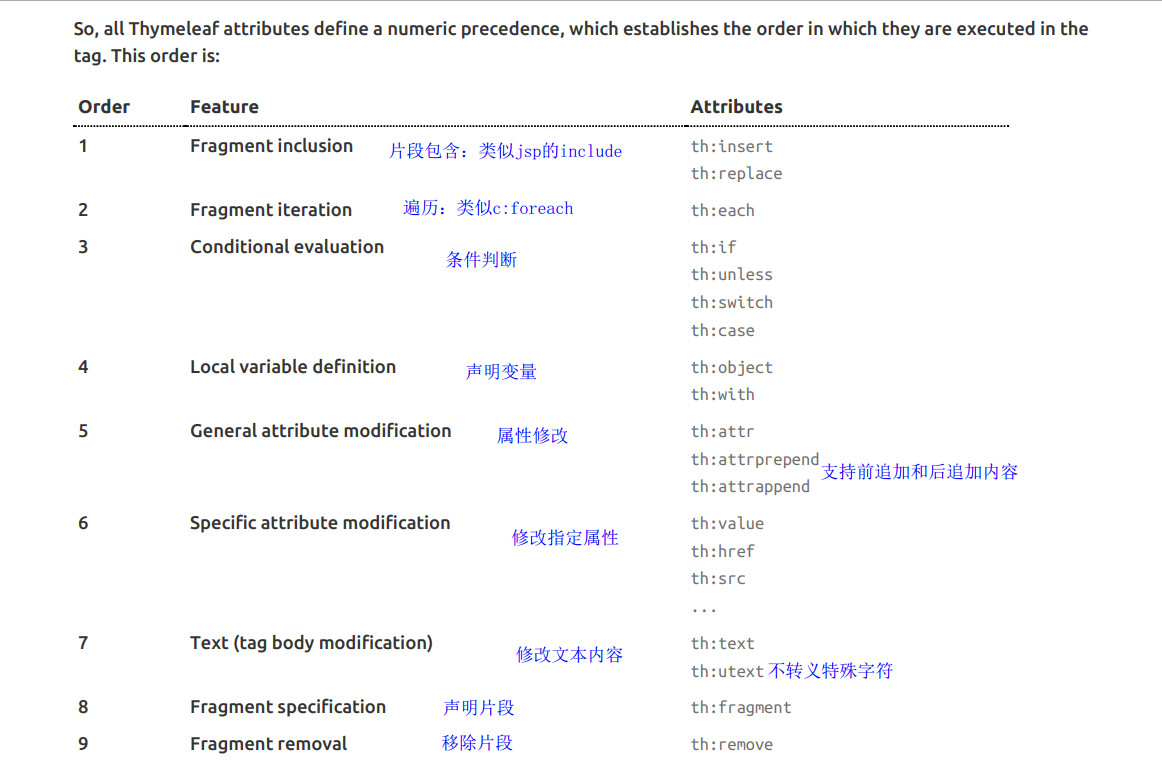 So, all Thymeleaf attributes define a numeric precedence, which establishes the order in which they are executed in the
tag. This order is:
Order Feature Attributes
1 Fragment inclusion 片段包含：类似jsp的include th:insert
th:replace
2 Fragment iteration 遍历：类似c:foreach th:each
3 Conditional evaluation 条件判断 th:if
th:unless
th:switch
th:case
4 Local variable definition 声明变量 th:object
th:with
5 General attribute modification 属性修改 th:attr
th:attrprepend 支持前追加和后追加内容
th:attrappend
6 Specific attribute modification 修改指定属性 th:value
th:href
th:src
...
7 Text (tag body modification) 修改文本内容 th:text
th:utext 不转义特殊字符
8 Fragment specification 声明片段 th:fragment
9 Fragment removal 移除片段 th:remove